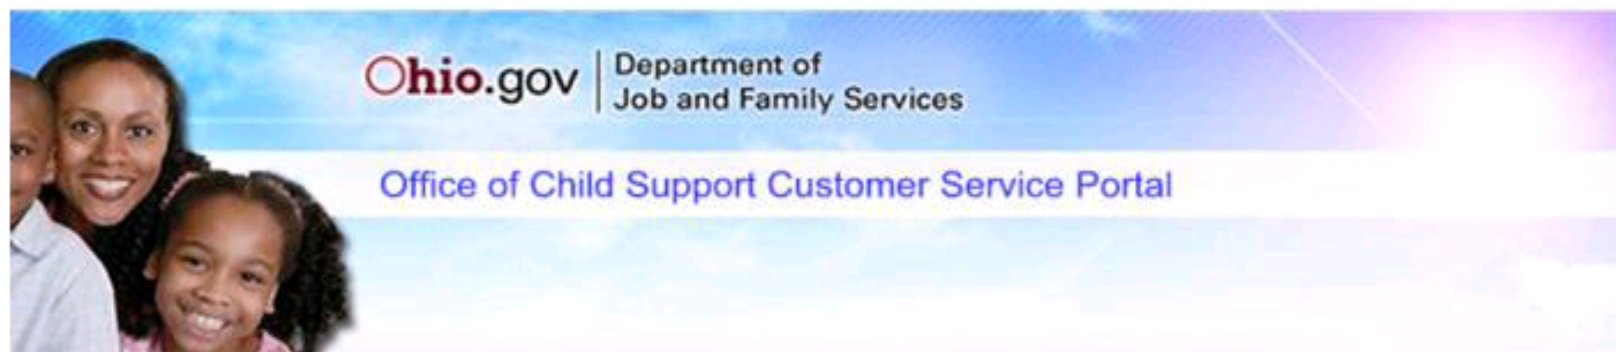 Ohio.gov
Department of
Job and Family Services
Office of Child Support Customer Service Portal